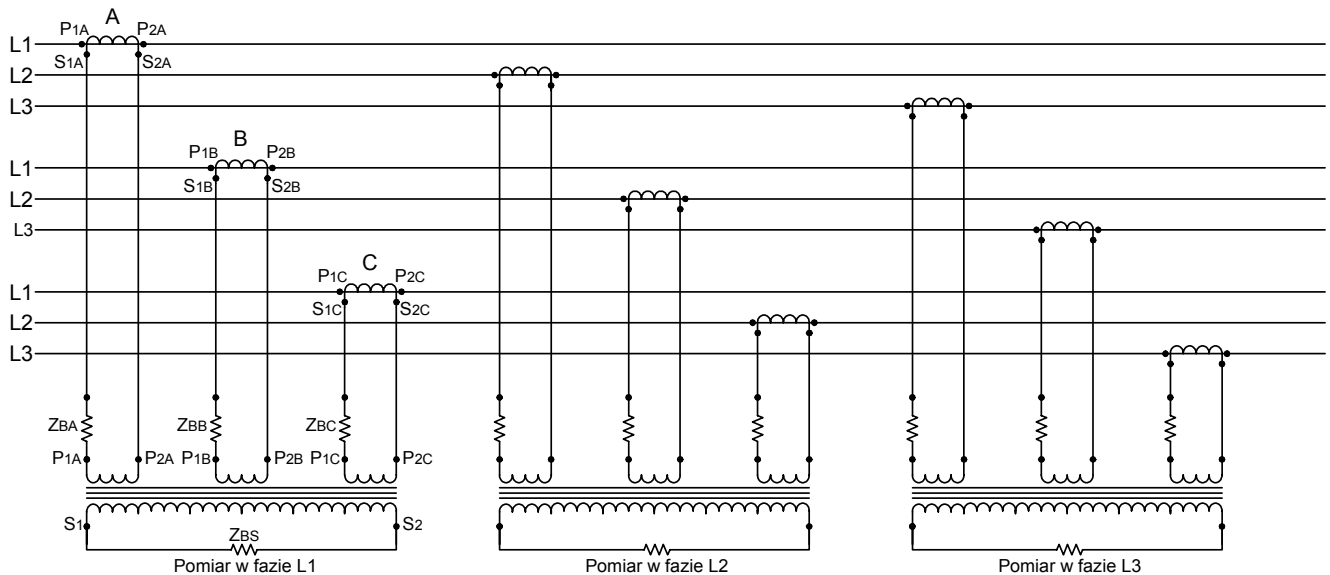 A
P1A P2A
L1
S1A S2A
L2
L3
B
P1B P2B
L1
S1B S2B
L2
L3
C
P1C P2C
L1
S1C S2C
L2
L3
ZBA ZBB ZBC
P1A P2A P1B P2B P1C P2C
S1 S2
ZBS
Pomiar w fazie L1 Pomiar w fazie L2 Pomiar w fazie L3